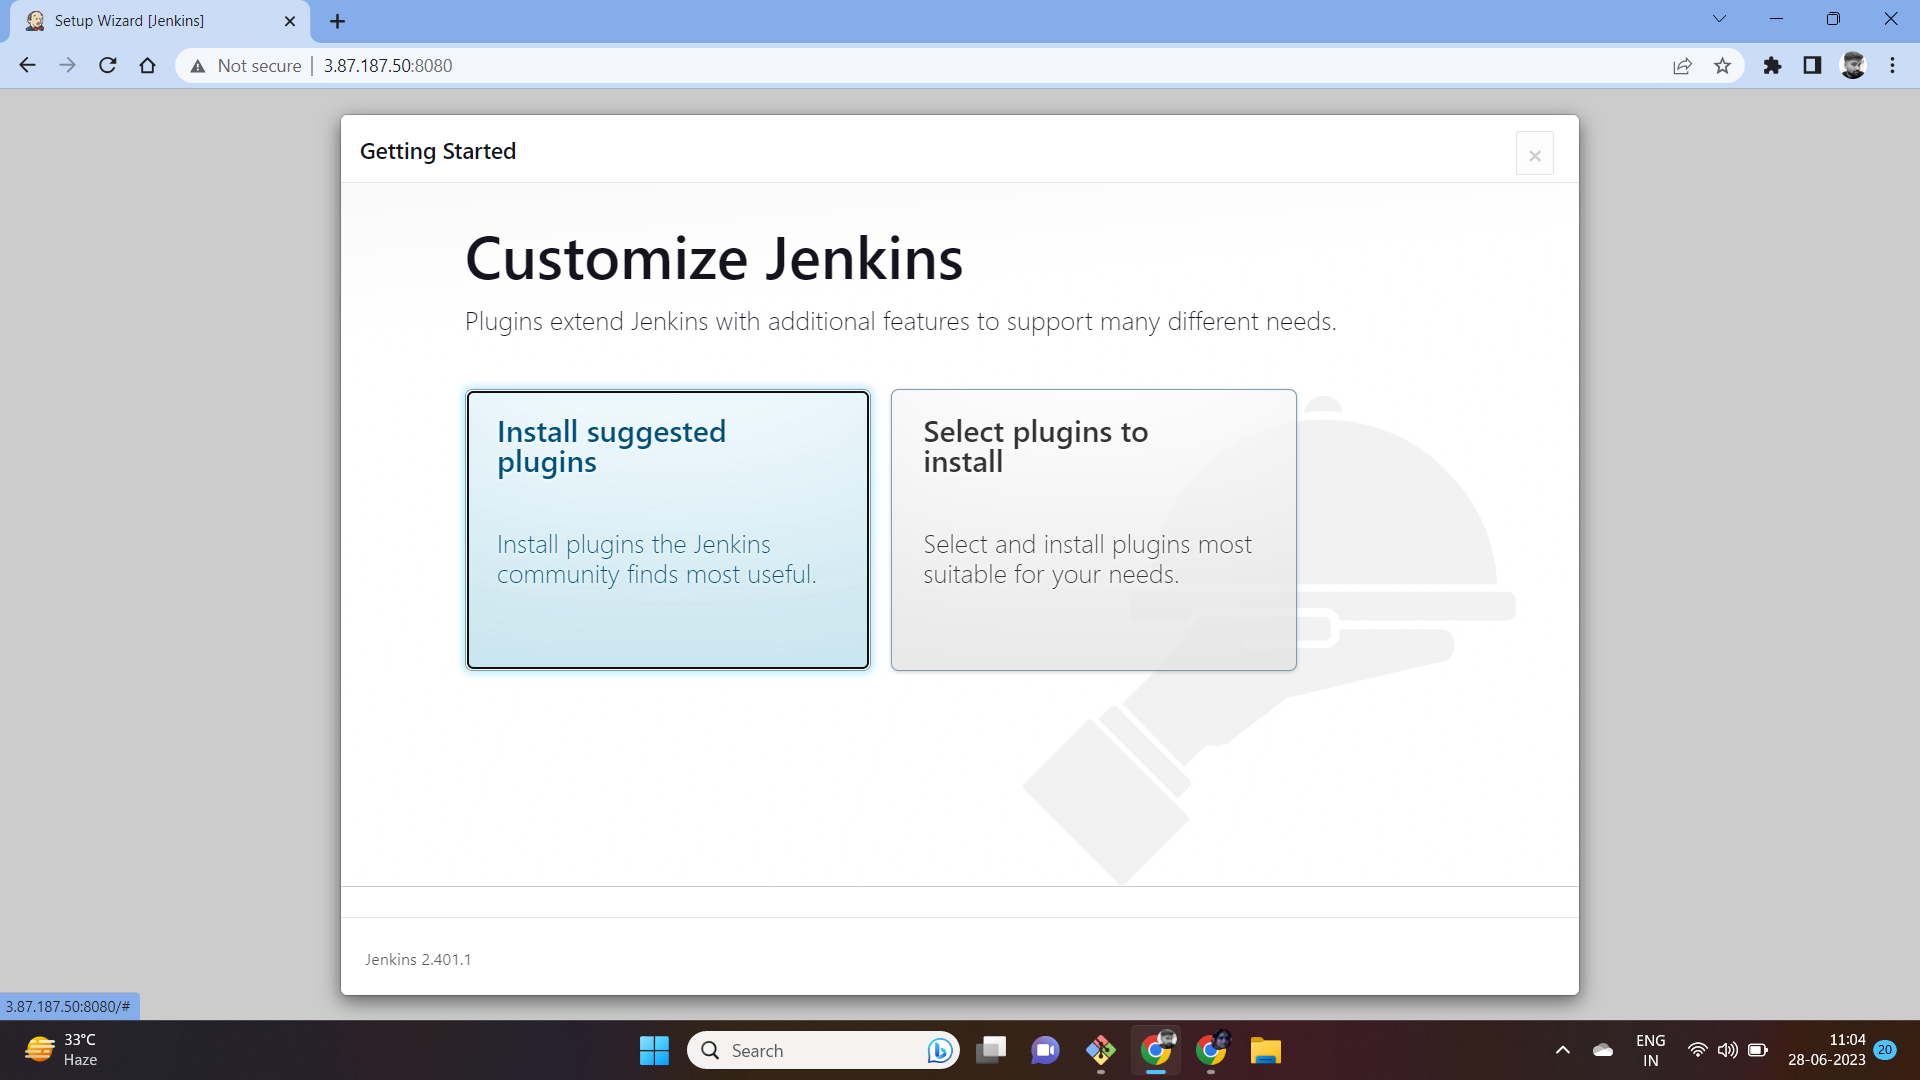 Setup Wizard [Jenkins]
Not secure
3.87.187.50:8080
Getting Started
Customize Jenkins
Plugins extend Jenkins with additional features to support many different needs.
Install suggested
plugins
Install plugins the Jenkins
community finds most useful.
Select plugins to
install
Select and install plugins most
suitable for your needs.
Jenkins 2.401.1
3.87.187.50:8080/#
33°C
Haze
Search
ENG
IN
11:04
28-06-2023
20